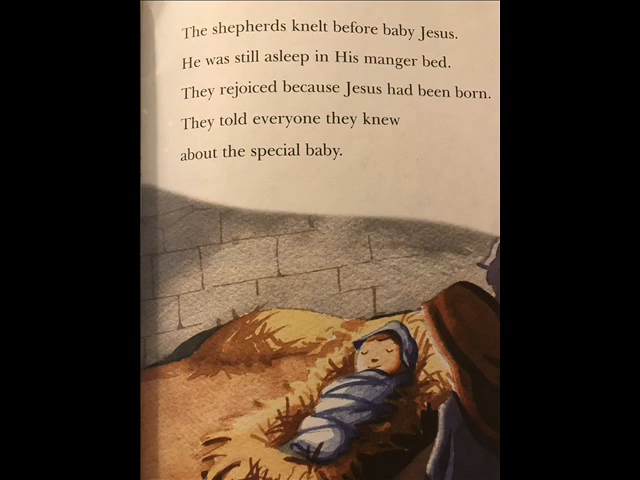 The shepherds knelt before baby Jesus.
He was still asleep in His manger bed.
They rejoiced because Jesus had been born.
They told everyone they knew
about the special baby.